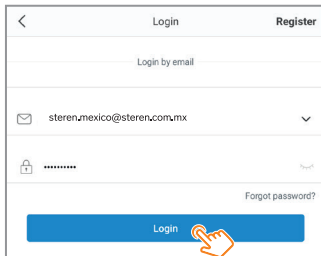 Login Register
Login by email
steren.mexico@steren.com.mx
••••••••••
Forgot password?
Login